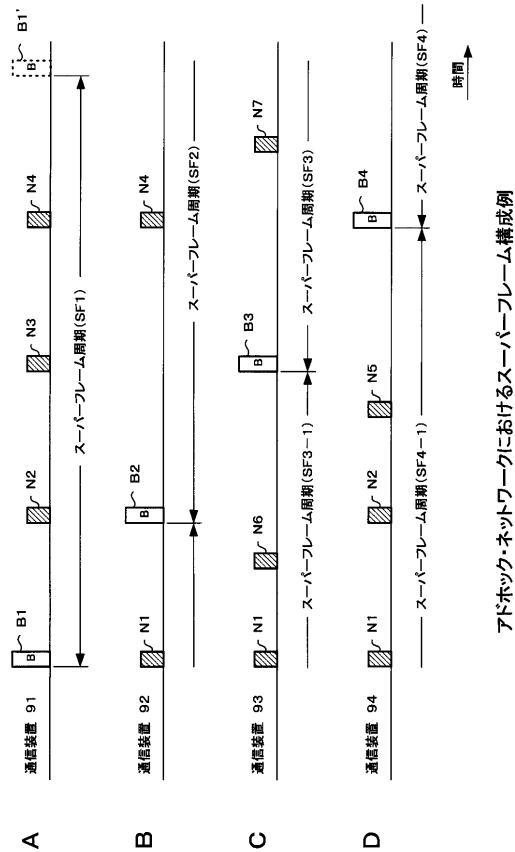 A
通信装置 91
B1
B
N2
N3
N4
B1'
B
スーパーフレーム周期(SF1)
B
通信装置 92
N1
B2
B
N4
スーパーフレーム周期(SF2)
C
通信装置 93
N1
N6
B3
B
N7
スーパーフレーム周期(SF3-1)
スーパーフレーム周期(SF3)
D
通信装置 94
N1
N2
N5
B4
B
スーパーフレーム周期(SF4-1)
スーパーフレーム周期(SF4)
時間
アドホック・ネットワークにおけるスーパーフレーム構成例